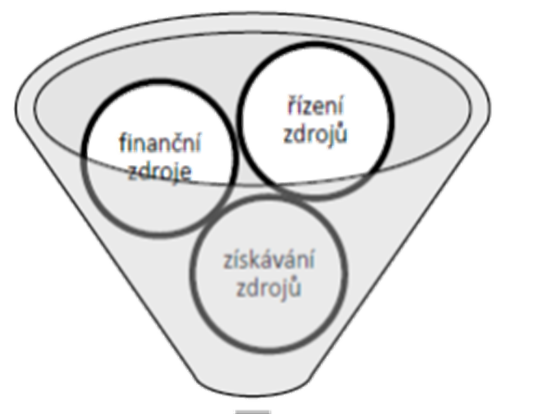 finanční
zdroje
řízení
zdrojů
získávání
zdrojů